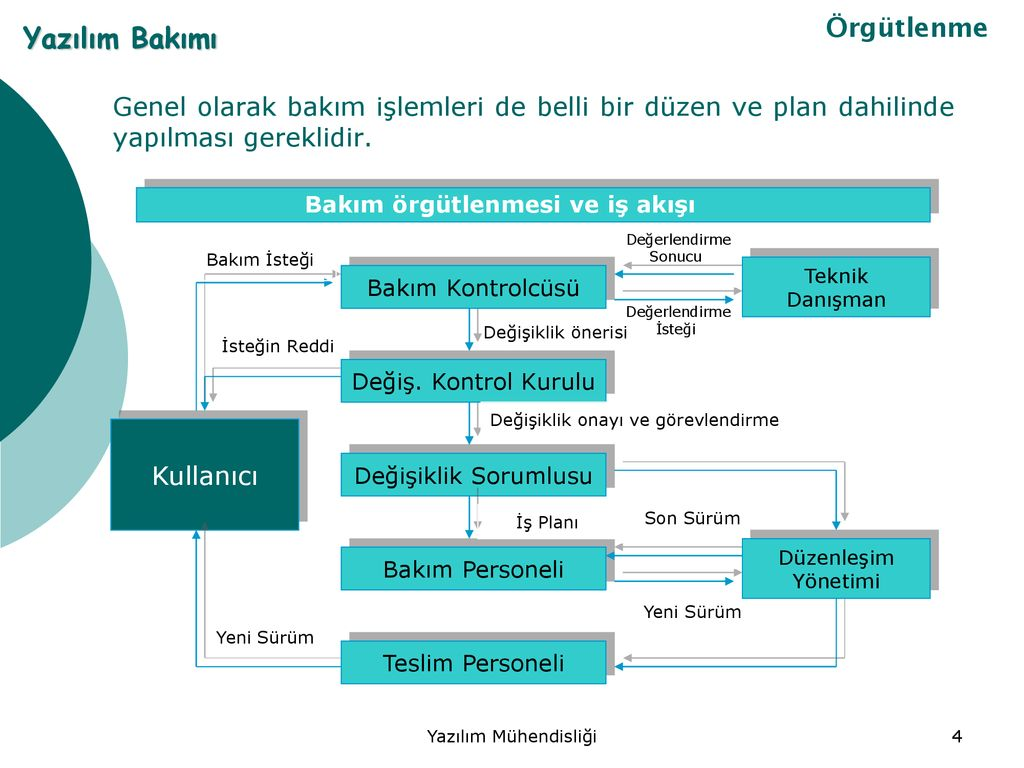 Yazılım Bakımı
Örgütlenme
Genel olarak bakım işlemleri de belli bir düzen ve plan dahilinde
yapılması gereklidir.
Bakım örgütlenmesi ve iş akışı
Bakım İsteği
Değerlendirme
Sonucu
Bakım Kontrolcüsü
Teknik
Danışman
Değerlendirme
İsteği
Değişiklik önerisi
İsteğin Reddi
Değiş. Kontrol Kurulu
Değişiklik onayı ve görevlendirme
Kullanıcı
Değişiklik Sorumlusu
İş Planı
Son Sürüm
Bakım Personeli
Düzenleşim
Yönetimi
Yeni Sürüm
Yeni Sürüm
Teslim Personeli
Yazılım Mühendisliği
4